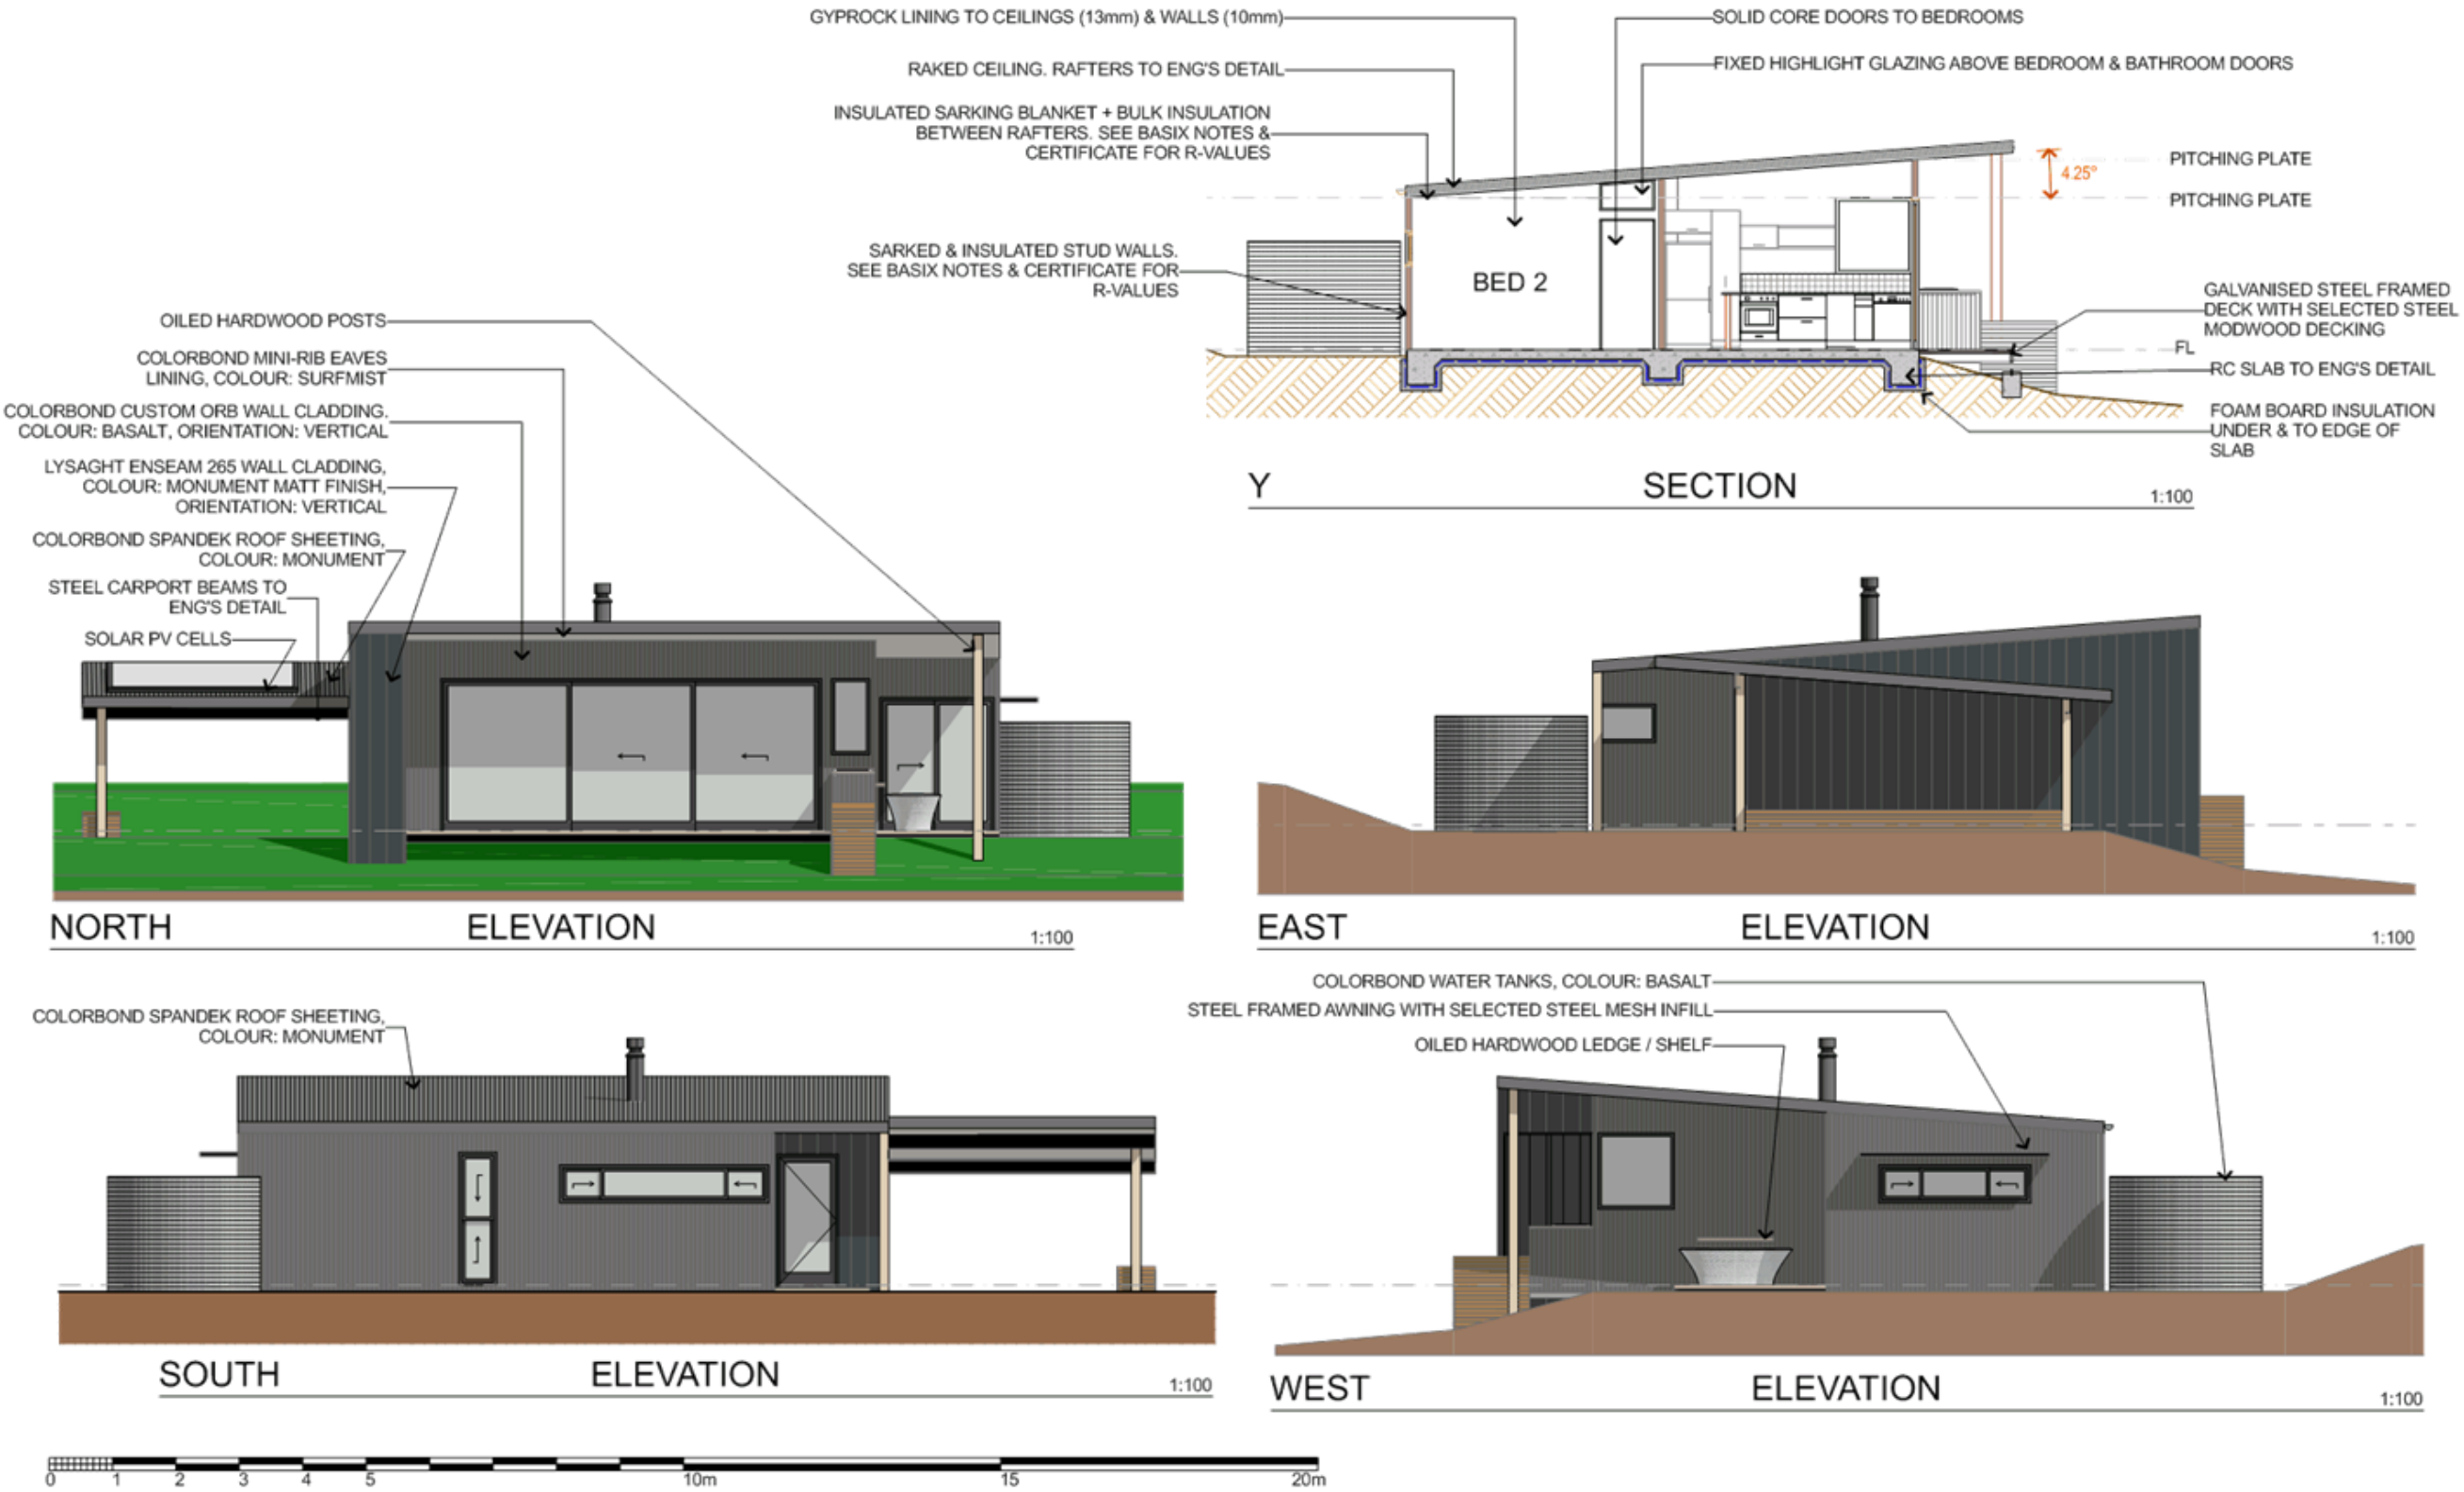 GYPROCK LINING TO CEILINGS (13mm) & WALLS (10mm)
RAKED CEILING. RAFTERS TO ENG'S DETAIL
INSULATED SARKING BLANKET + BULK INSULATION
BETWEEN RAFTERS. SEE BASIX NOTES &
CERTIFICATE FOR R-VALUES
SARKED & INSULATED STUD WALLS.
SEE BASIX NOTES & CERTIFICATE FOR
R-VALUES
SOLID CORE DOORS TO BEDROOMS
FIXED HIGHLIGHT GLAZING ABOVE BEDROOM & BATHROOM DOORS
PITCHING PLATE
4.25°
PITCHING PLATE
BED 2
GALVANISED STEEL FRAMED
DECK WITH SELECTED STEEL
MODWOOD DECKING
FL
RC SLAB TO ENG'S DETAIL
FOAM BOARD INSULATION
UNDER & TO EDGE OF
SLAB
Y SECTION 1:100
OILED HARDWOOD POSTS
COLORBOND MINI-RIB EAVES
LINING, COLOUR: SURFMIST
COLORBOND CUSTOM ORB WALL CLADDING.
COLOUR: BASALT, ORIENTATION: VERTICAL
LYSAGHT ENSEAM 265 WALL CLADDING,
COLOUR: MONUMENT MATT FINISH,
ORIENTATION: VERTICAL
COLORBOND SPANDEK ROOF SHEETING,
COLOUR: MONUMENT
STEEL CARPORT BEAMS TO
ENG'S DETAIL
SOLAR PV CELLS
NORTH ELEVATION 1:100
EAST ELEVATION 1:100
COLORBOND SPANDEK ROOF SHEETING,
COLOUR: MONUMENT
SOUTH ELEVATION 1:100
COLORBOND WATER TANKS, COLOUR: BASALT
STEEL FRAMED AWNING WITH SELECTED STEEL MESH INFILL
OILED HARDWOOD LEDGE / SHELF
WEST ELEVATION 1:100
0 1 2 3 4 5 10m 15 20m